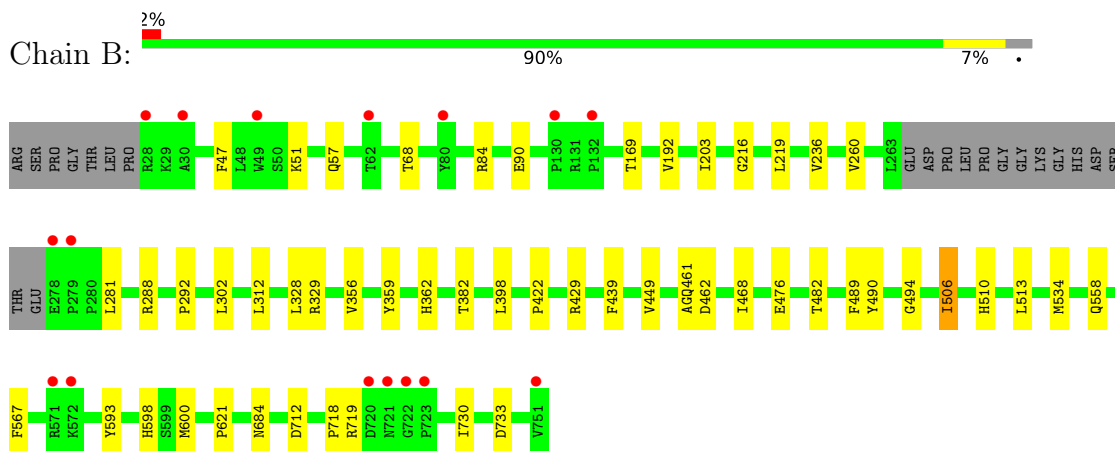 2%
Chain B:
90% 7%
ARG SER PRO GLY THR LEU PRO R28 K29 A30 F47 L48 W49 S50 K51 Q57 T62 T68 Y80 R84 E90 P130 R131 P132 T169 V192 I203 G216 L219 V236 V260 L263 GLU ASP PRO LEU PRO PRO GLY GLY LYS GLY HIS ASP SER
THR GLU E278 P279 P280 L281 R288 P292 L302 L312 L328 R329 V356 Y359 H362 T382 L398 P422 R429 F439 V449 AGQ461 D462 I468 E476 T482 F489 Y490 G494 I506 H510 L513 M534 Q558
F567 R571 K572 Y593 H598 S599 M600 P621 N684 D712 P718 R719 D720 N721 G722 P723 I730 D733 V751